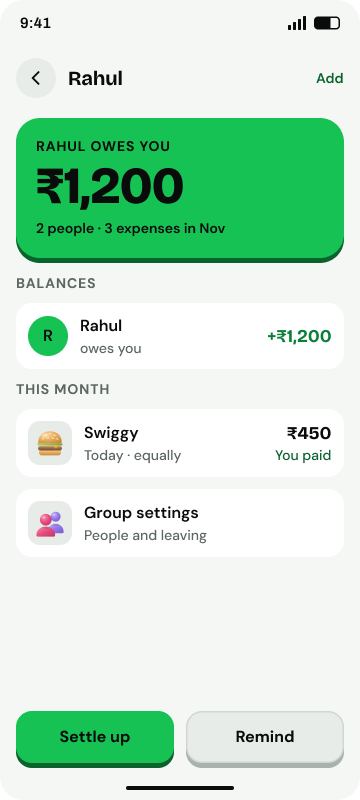 9:41
Rahul
Add
RAHUL OWES YOU
₹1,200
2 people · 3 expenses in Nov
BALANCES
R
Rahul
+₹1,200
owes you
THIS MONTH
Swiggy
₹450
Today · equally
You paid
Group settings
People and leaving
Settle up
Remind